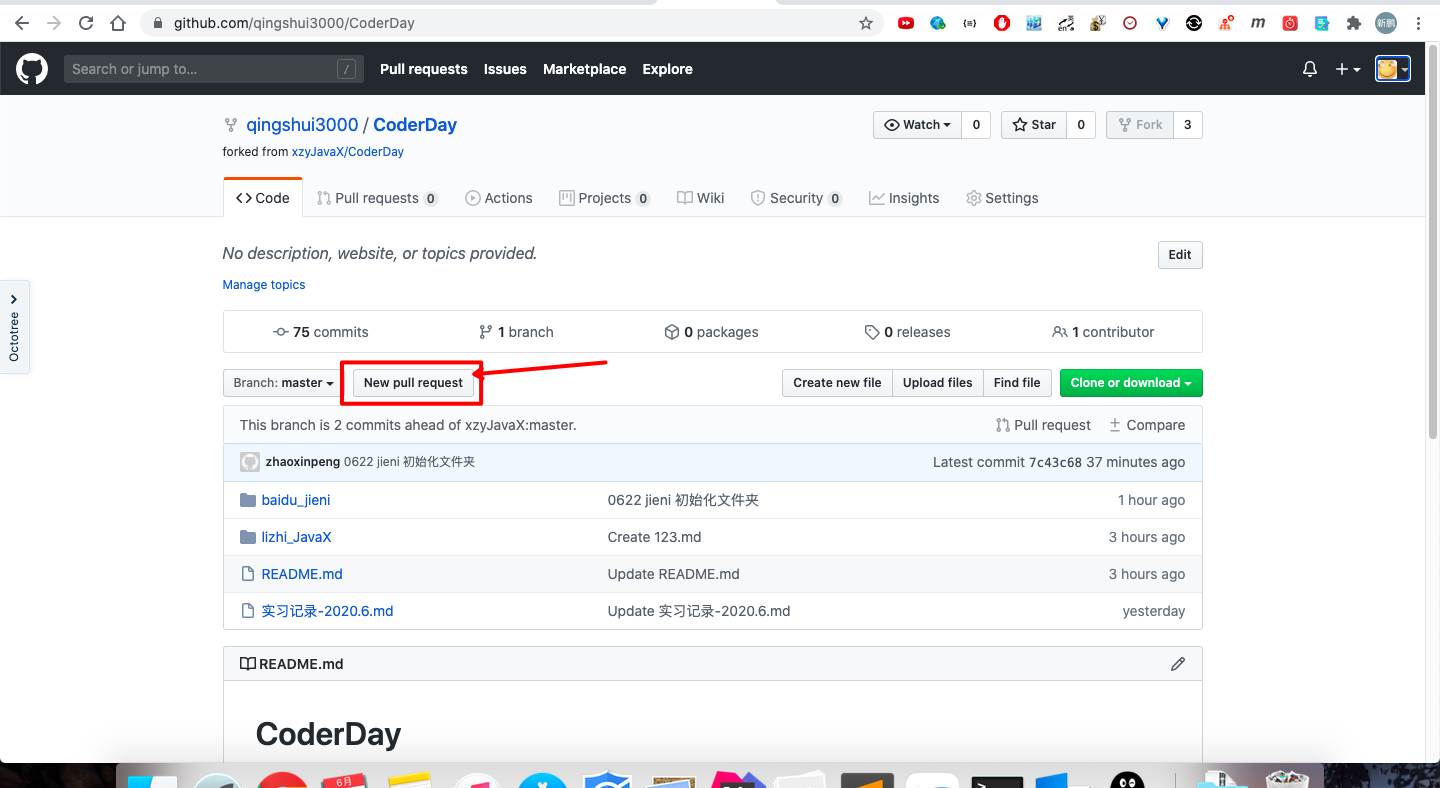 github.com/qingshui3000/CoderDay
新鹏
Search or jump to... /
Pull requests Issues Marketplace Explore
qingshui3000 / CoderDay
Watch 0 Star 0 Fork 3
forked from xzyJavaX/CoderDay
Code Pull requests 0 Actions Projects 0 Wiki Security 0 Insights Settings
No description, website, or topics provided.
Edit
Manage topics
Octotree
75 commits 1 branch 0 packages 0 releases 1 contributor
Branch: master New pull request Create new file Upload files Find file Clone or download
This branch is 2 commits ahead of xzyJavaX:master. Pull request Compare
zhaoxinpeng 0622 jieni 初始化文件夹 Latest commit 7c43c68 37 minutes ago
baidu_jieni 0622 jieni 初始化文件夹 1 hour ago
lizhi_JavaX Create 123.md 3 hours ago
README.md Update README.md 3 hours ago
实习记录-2020.6.md Update 实习记录-2020.6.md yesterday
README.md
CoderDay
6月